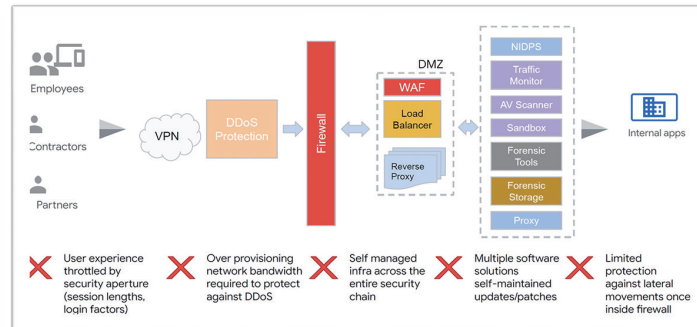 Employees
Contractors
Partners
VPN
DDoS
Protection
Firewall
DMZ
WAF
Load
Balancer
Reverse
Proxy
NIDPS
Traffic
Monitor
AV Scanner
Sandbox
Forensic
Tools
Forensic
Storage
Proxy
Internal apps
User experience
throttled by
security aperture
(session lengths,
login factors)
Over provisioning
network bandwidth
required to protect
against DDoS
Self managed
infra across the
entire security
chain
Multiple software
solutions
self-maintained
updates/patches
Limited
protection
against lateral
movements once
inside firewall